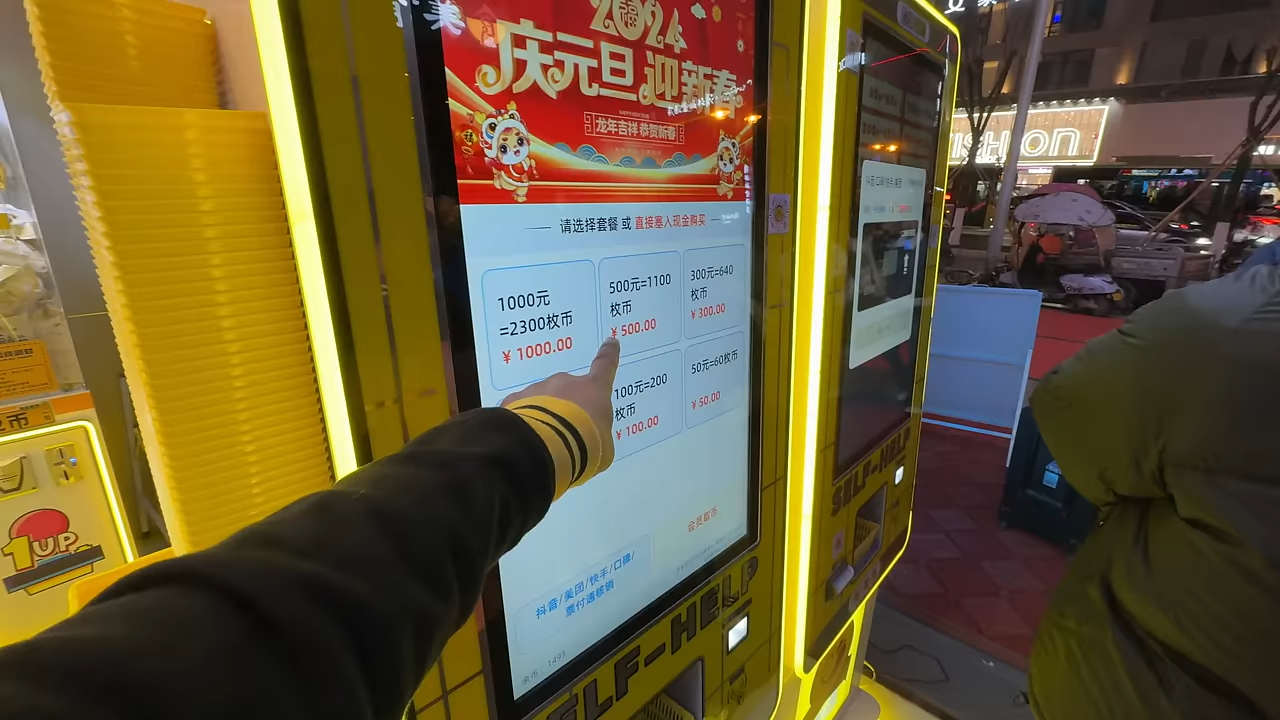 2024
福
庆元旦 迎新春
龙年吉祥 恭贺新春
请选择套餐 或 直接塞入现金购买
1000元
=2300枚币
¥ 1000.00
500元=1100
枚币
¥ 500.00
300元=640
枚币
¥ 300.00
100元=200
枚币
¥ 100.00
50元=60枚币
¥ 50.00
会员取币
抖音/美团/快手/口碑/
票付通核销
余币：1493
SELF-HELP
SELF-HELP
1UP